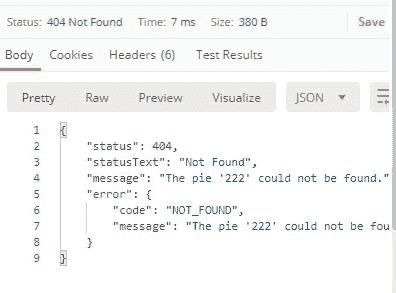 Status: 404 Not Found Time: 7 ms Size: 380 B Save
Body Cookies Headers (6) Test Results
Pretty Raw Preview Visualize JSON
1 {
2 "status": 404,
3 "statusText": "Not Found",
4 "message": "The pie '222' could not be found."
5 "error": {
6 "code": "NOT_FOUND",
7 "message": "The pie '222' could not be fou
8 }
9 }